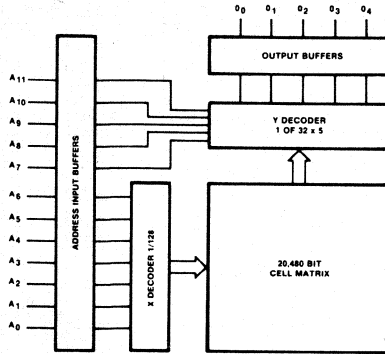 O0 O1 O2 O3 O4
OUTPUT BUFFERS
A11
A10
A9
A8
A7
A6
A5
A4
A3
A2
A1
A0
ADDRESS INPUT BUFFERS
Y DECODER
1 OF 32 x 5
X DECODER 1/128
20,480 BIT
CELL MATRIX